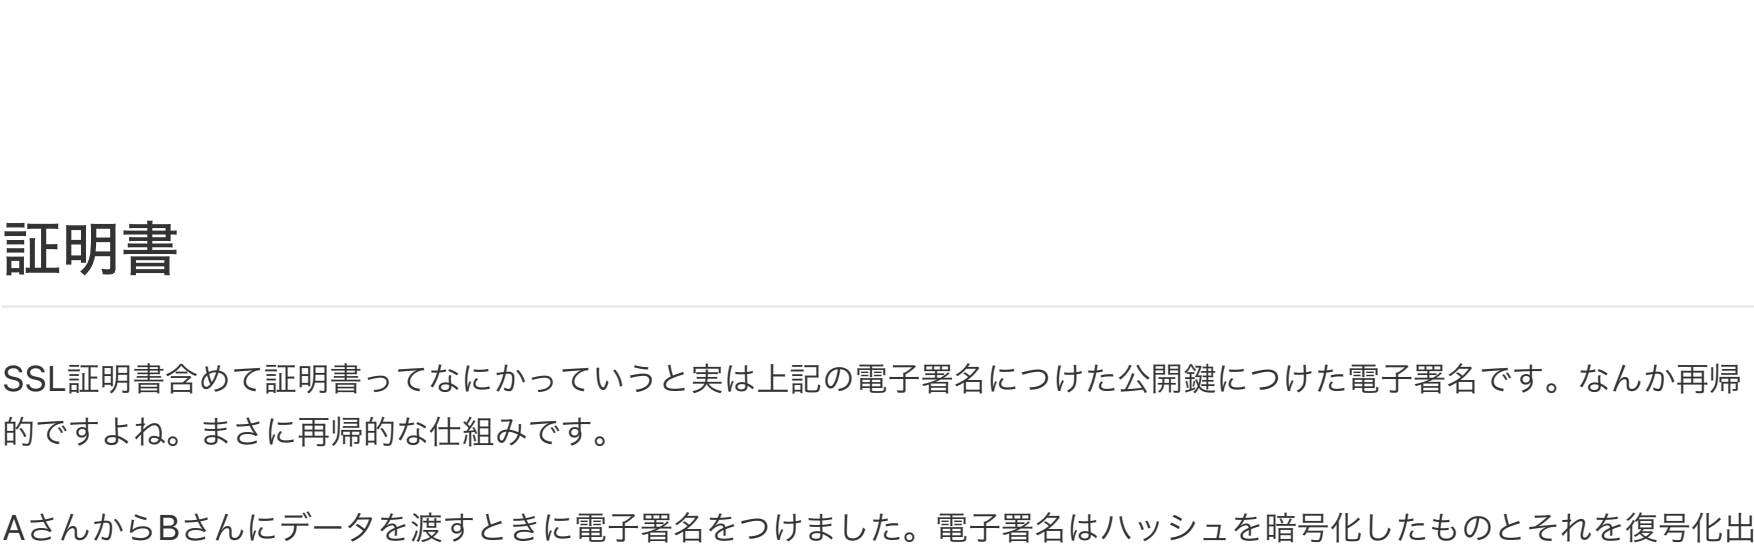 証明書
SSL証明書含めて証明書ってなにかっていうと実は上記の電子署名につけた公開鍵につけた電子署名です。なんか再帰
的ですよね。まさに再帰的な仕組みです。
AさんからBさんにデータを渡すときに電子署名をつけました。電子署名はハッシュを暗号化したものとそれを復号化出